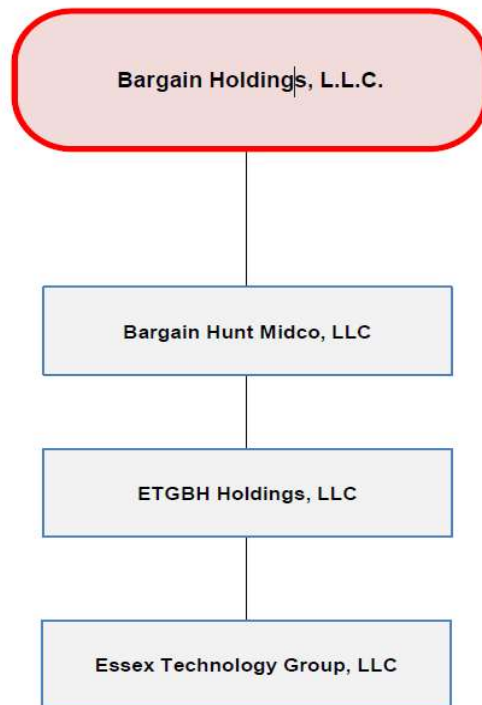 Bargain Holdings, L.L.C.
Bargain Hunt Midco, LLC
ETGBH Holdings, LLC
Essex Technology Group, LLC